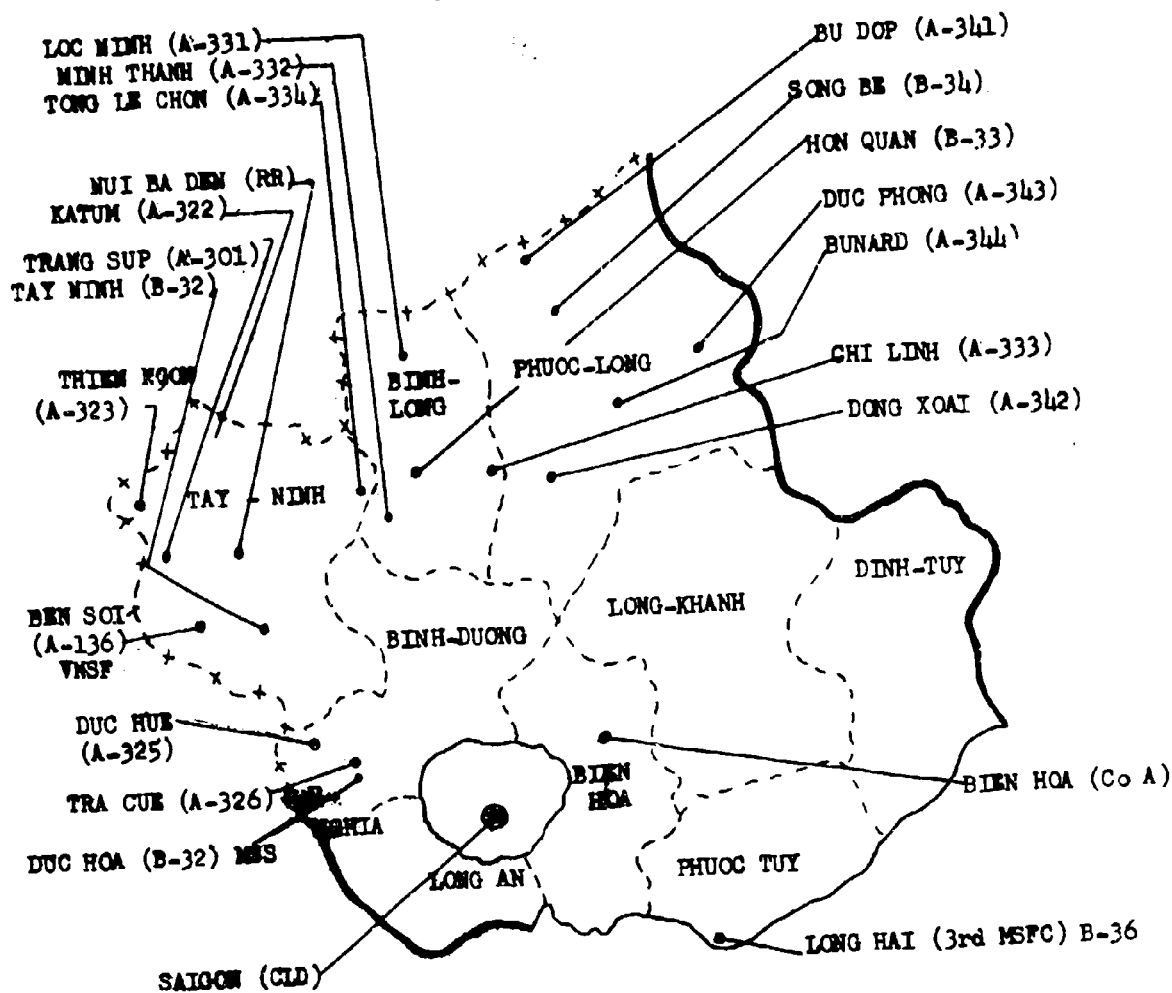 LOC NINH (A-331)
MINH THANH (A-332)
TONG LE CHON (A-334)
NUI BA DEN (RR)
KATUM (A-322)
TRANG SUP (A-301)
TAY NINH (B-32)
THIEN NGON
(A-323)
BEN SOI
(A-136)
VNSF
DUC HUE
(A-325)
TRA CUE (A-326)
DUC HOA (B-32) MSS
SAIGON (CLD)
BU DOP (A-341)
SONG BE (B-34)
HON QUAN (B-33)
DUC PHONG (A-343)
BUNARD (A-344)
CHI LINH (A-333)
DONG XOAI (A-342)
BIEN HOA (Co A)
LONG HAI (3rd MSFC) B-36
BINH-
LONG
PHUOC-LONG
TAY - NINH
BINH-DUONG
LONG-KHANH
DINH-TUY
BIEN
HOA
NGHIA
LONG AN
PHUOC TUY